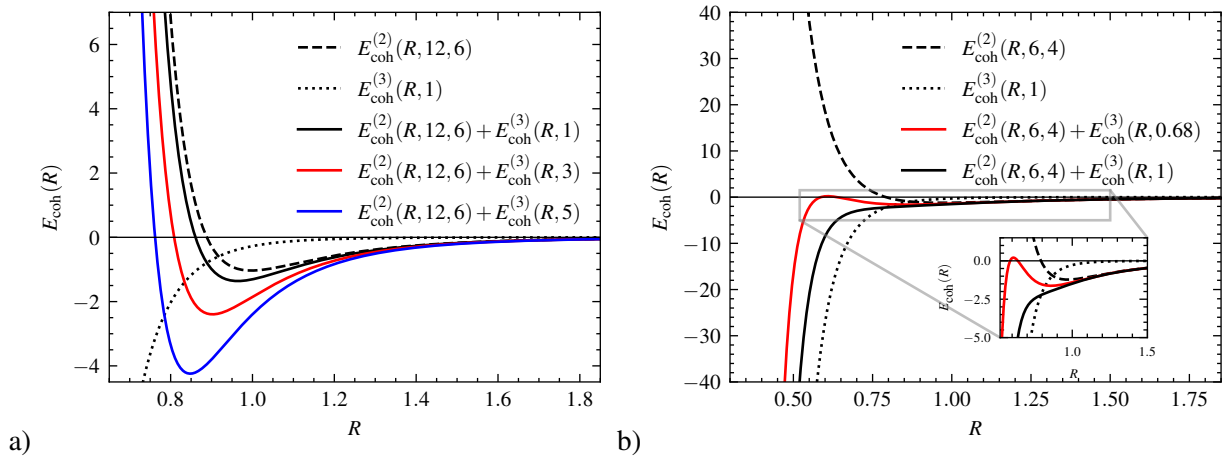 E_coh^(2)(R,12,6)
E_coh^(3)(R,1)
E_coh^(2)(R,12,6) + E_coh^(3)(R,1)
E_coh^(2)(R,12,6) + E_coh^(3)(R,3)
E_coh^(2)(R,12,6) + E_coh^(3)(R,5)
6
4
2
0
−2
−4
E_coh(R)
0.8 1.0 1.2 1.4 1.6 1.8
R
a)
E_coh^(2)(R,6,4)
E_coh^(3)(R,1)
E_coh^(2)(R,6,4) + E_coh^(3)(R,0.68)
E_coh^(2)(R,6,4) + E_coh^(3)(R,1)
40
30
20
10
0
−10
−20
−30
−40
E_coh(R)
0.0
−2.5
−5.0
E_coh(R)
1.0 1.5
R
0.50 0.75 1.00 1.25 1.50 1.75
R
b)